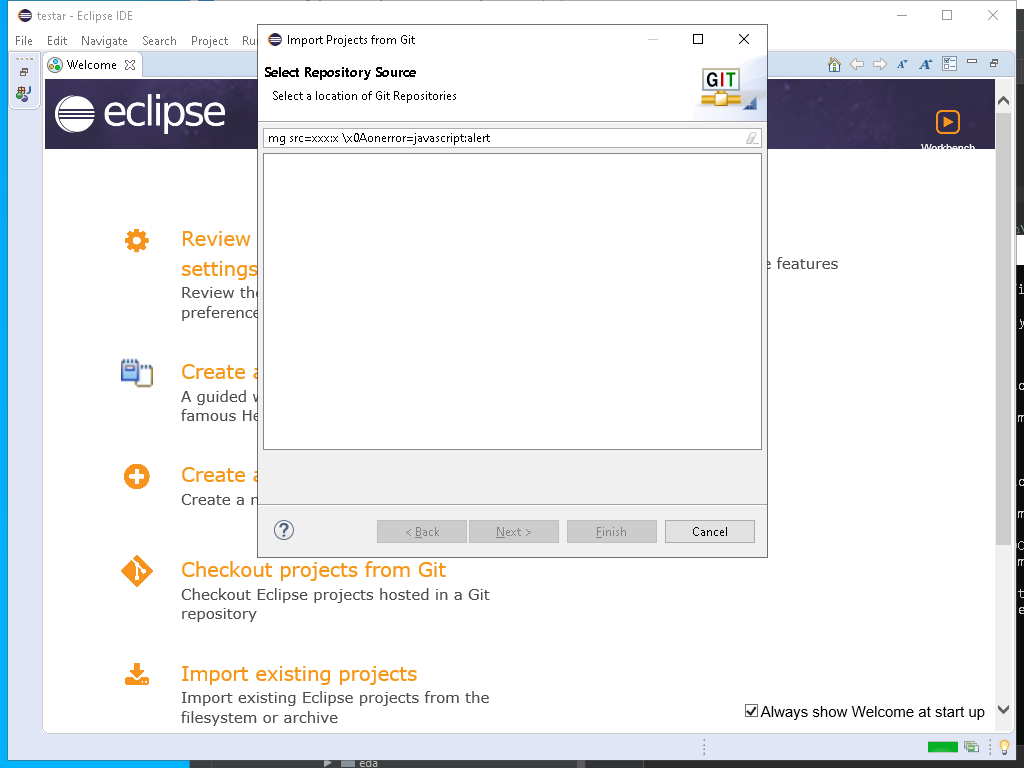 testar - Eclipse IDE
File Edit Navigate Search Project
Welcome
eclipse
Workbench
Review
settings
Review the
preference
e features
Create a
A guided
famous He
Create a
Create a
Checkout projects from Git
Checkout Eclipse projects hosted in a Git
repository
Import existing projects
Import existing Eclipse projects from the
filesystem or archive
Always show Welcome at start up
Import Projects from Git
Select Repository Source
Select a location of Git Repositories
GIT
mg src=xxx:x \x0Aonerror=javascript:alert
?
< Back Next > Finish Cancel
eda